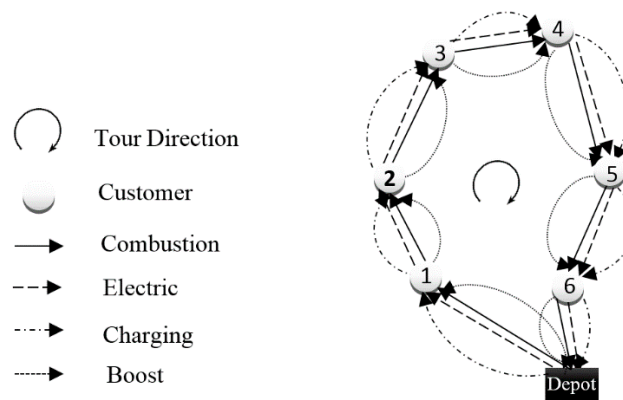 Tour Direction
Customer
Combustion
Electric
Charging
Boost
4
3
2
5
1
6
Depot